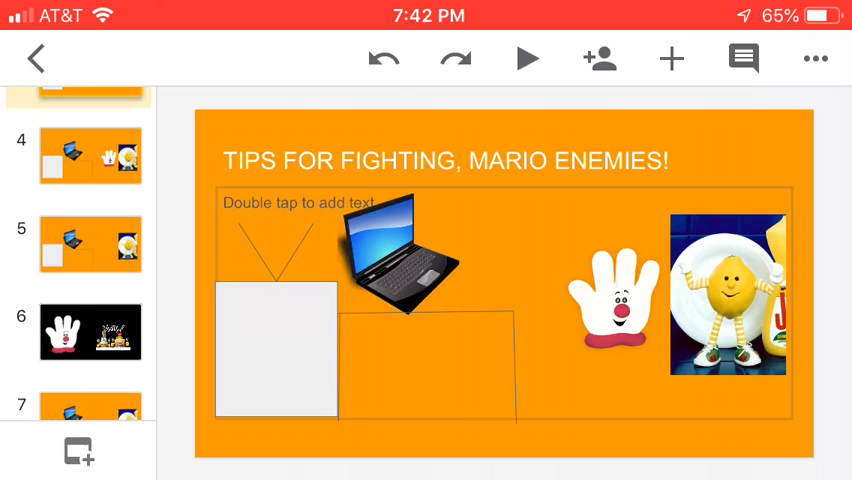 AT&T
7:42 PM
65%
TIPS FOR FIGHTING, MARIO ENEMIES!
Double tap to add text
4
5
6
7